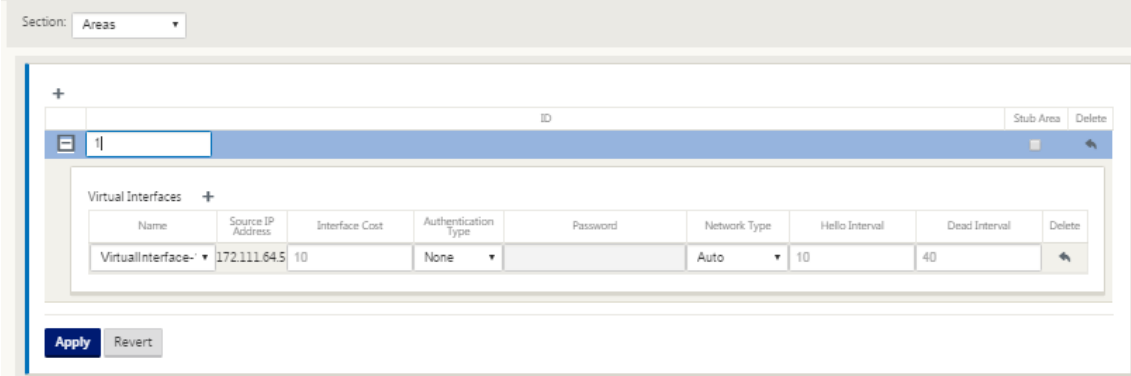 Section: Areas
+
ID Stub Area Delete
1
Virtual Interfaces +
Name Source IP Address Interface Cost Authentication Type Password Network Type Hello Interval Dead Interval Delete
VirtualInterface- 172.111.64.5 10 None Auto 10 40
Apply Revert